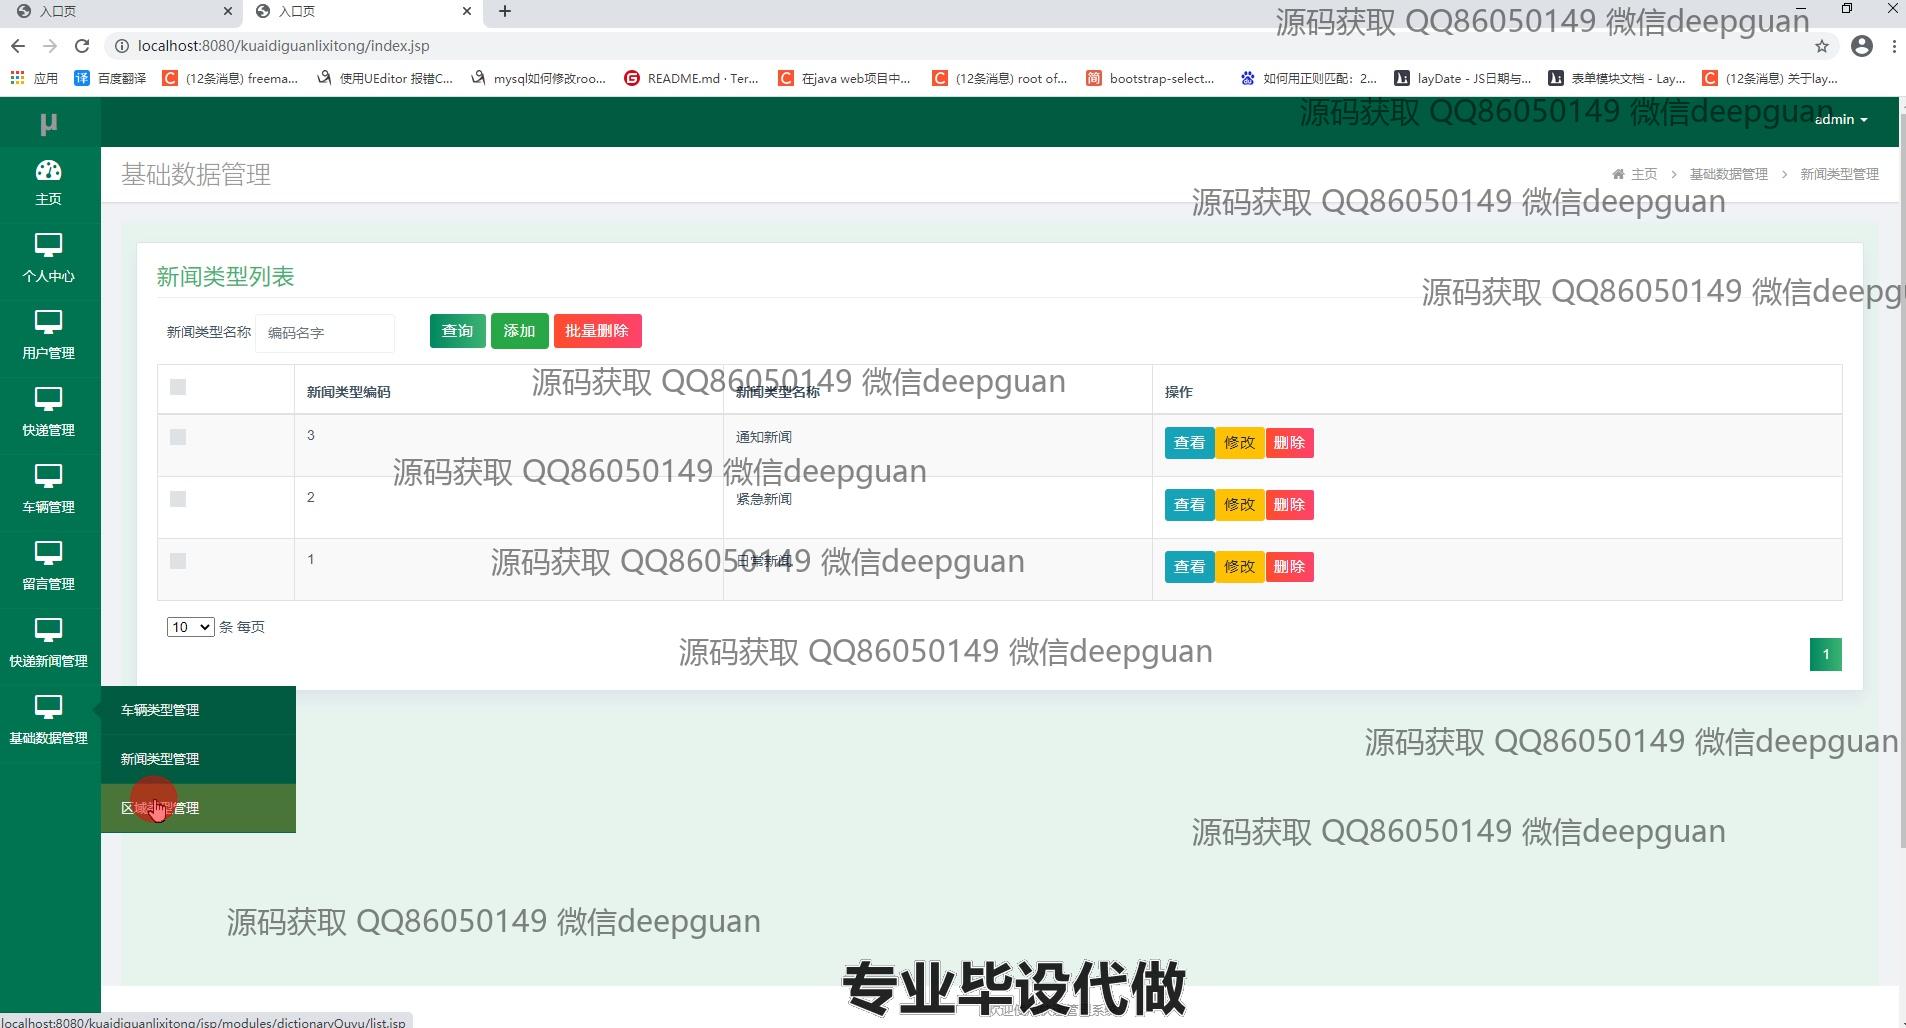 入口页
入口页
源码获取 QQ86050149 微信deepguan
localhost:8080/kuaidiguanlixitong/index.jsp
应用
百度翻译
(12条消息) freema...
使用UEditor 报错C...
mysql如何修改roo...
README.md · Ter...
在java web项目中...
(12条消息) root of...
bootstrap-select...
如何用正则匹配：2...
layDate - JS日期与...
表单模块文档 - Lay...
(12条消息) 关于lay...
μ
源码获取 QQ86050149 微信deepguan
admin
主页
基础数据管理
主页 > 基础数据管理 > 新闻类型管理
源码获取 QQ86050149 微信deepguan
个人中心
新闻类型列表
源码获取 QQ86050149 微信deepgu
用户管理
新闻类型名称 编码名字 查询 添加 批量删除
源码获取 QQ86050149 微信deepguan
新闻类型编码 新闻类型名称 操作
快递管理
3 通知新闻 查看 修改 删除
源码获取 QQ86050149 微信deepguan
车辆管理
2 紧急新闻 查看 修改 删除
源码获取 QQ86050149 微信deepguan
1 日常新闻 查看 修改 删除
留言管理
10 条 每页
源码获取 QQ86050149 微信deepguan
1
快递新闻管理
基础数据管理
车辆类型管理
新闻类型管理
区域类型管理
源码获取 QQ86050149 微信deepguan
源码获取 QQ86050149 微信deepguan
源码获取 QQ86050149 微信deepguan
专业毕设代做
localhost:8080/kuaidiguanlixitong/jsp/modules/dictionaryQuyu/list.jsp